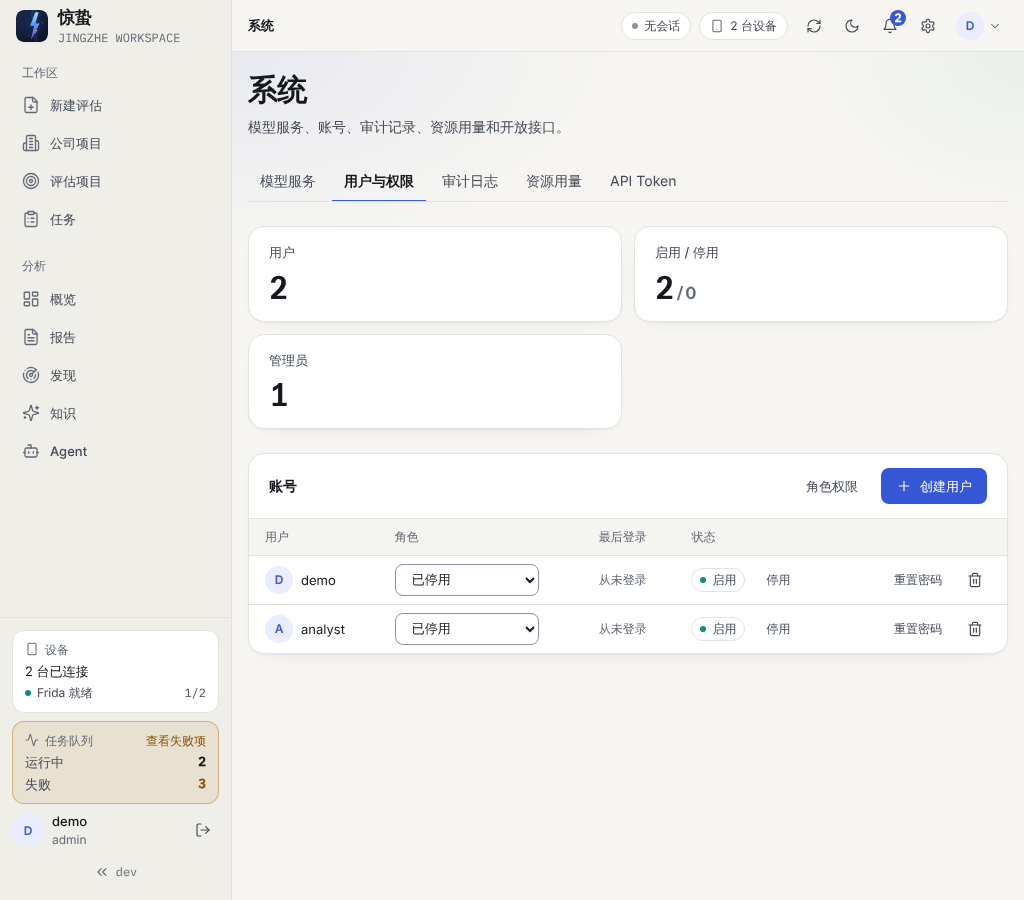 惊蛰
JINGZHE WORKSPACE
工作区
新建评估
公司项目
评估项目
任务
分析
概览
报告
发现
知识
Agent
设备
2 台已连接
Frida 就绪 1/2
任务队列 查看失败项
运行中 2
失败 3
D demo
admin
dev
系统 无会话 2 台设备 2 D
系统
模型服务、账号、审计记录、资源用量和开放接口。
模型服务 用户与权限 审计日志 资源用量 API Token
用户
2
启用 / 停用
2 / 0
管理员
1
账号 角色权限 创建用户
用户 角色 最后登录 状态
D demo 已停用 从未登录 启用 停用 重置密码
A analyst 已停用 从未登录 启用 停用 重置密码